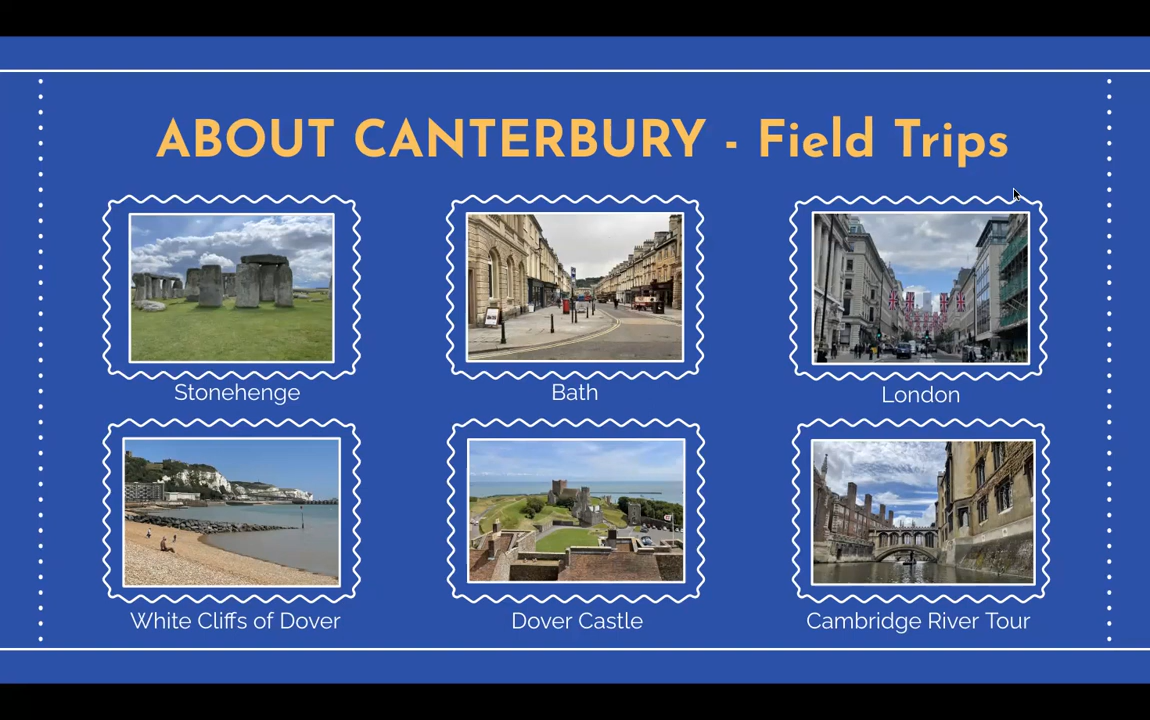 ABOUT CANTERBURY - Field Trips
Stonehenge
Bath
London
White Cliffs of Dover
Dover Castle
Cambridge River Tour